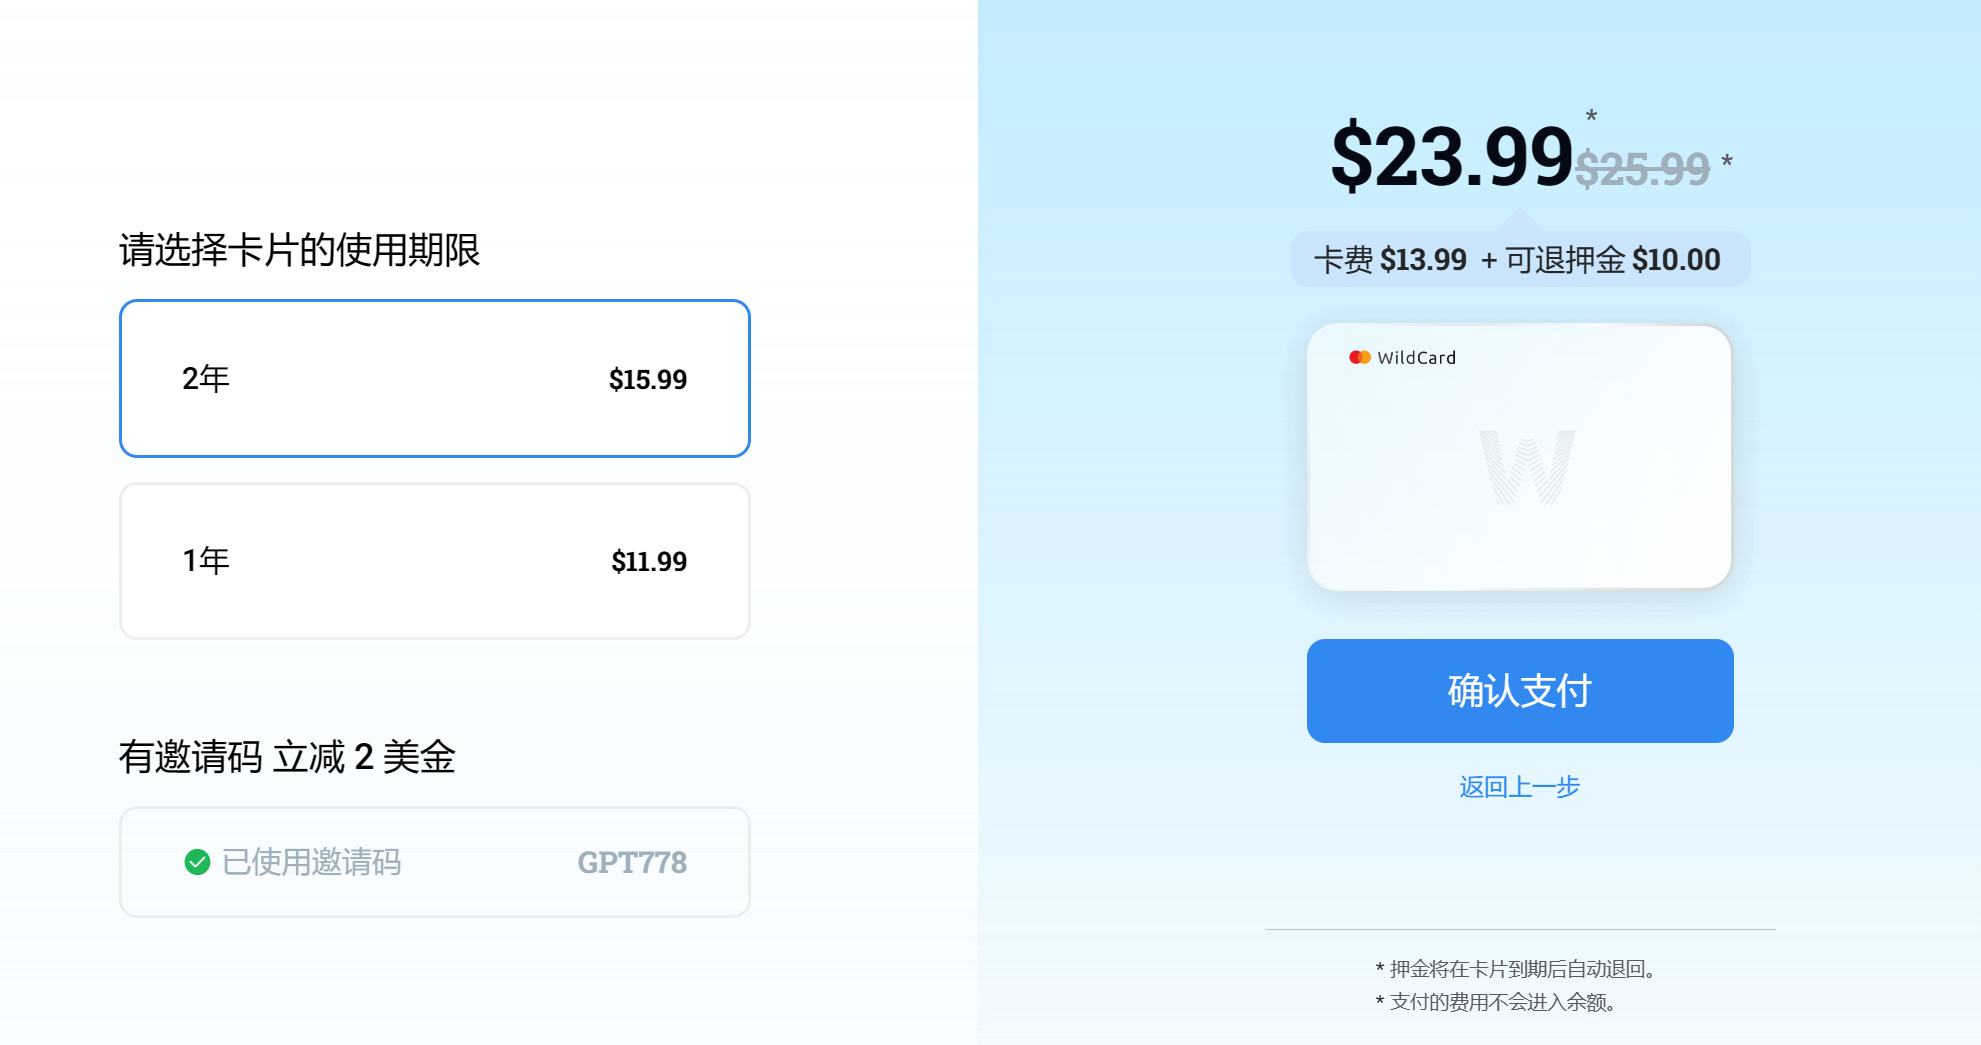 请选择卡片的使用期限
2年 $15.99
1年 $11.99
有邀请码 立减 2 美金
已使用邀请码 GPT778
$23.99* $25.99 *
卡费 $13.99 + 可退押金 $10.00
WildCard
W
确认支付
返回上一步
* 押金将在卡片到期后自动退回。
* 支付的费用不会进入余额。